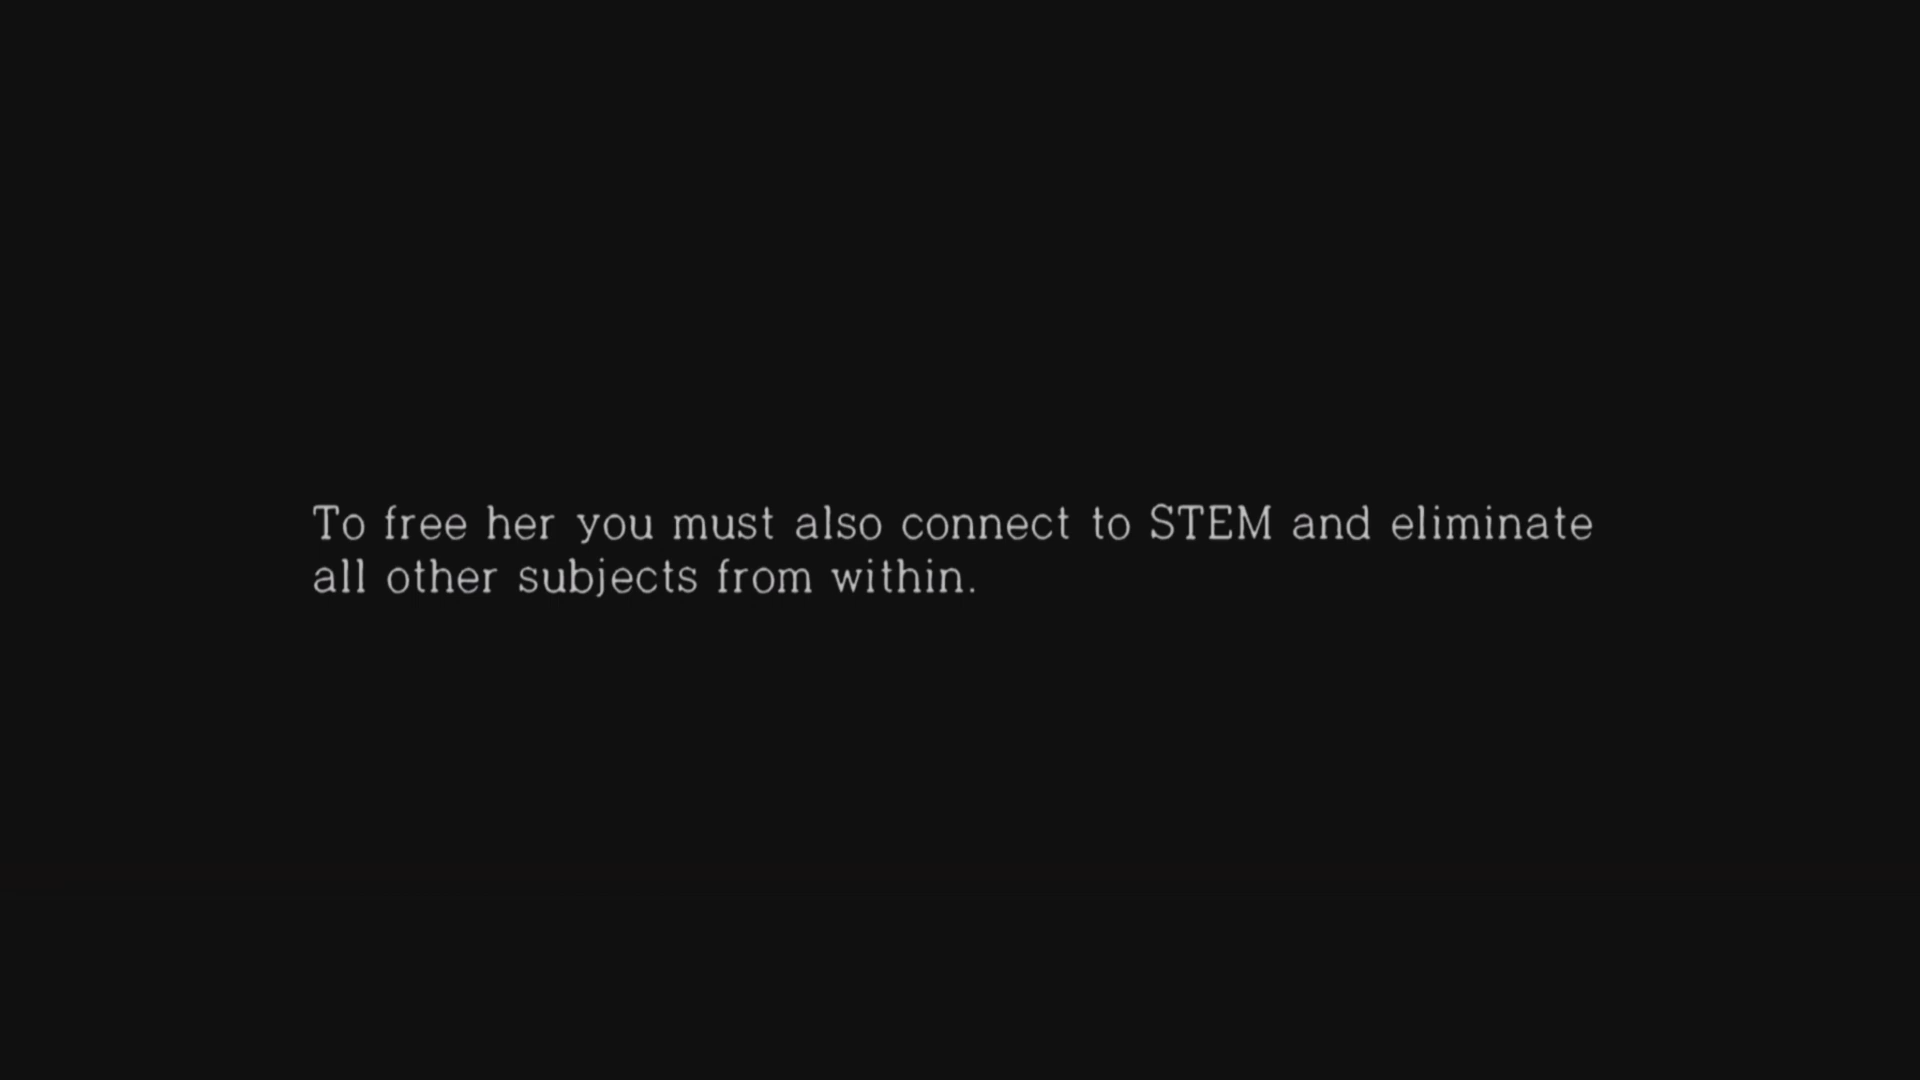 To free her you must also connect to STEM and eliminate
all other subjects from within.